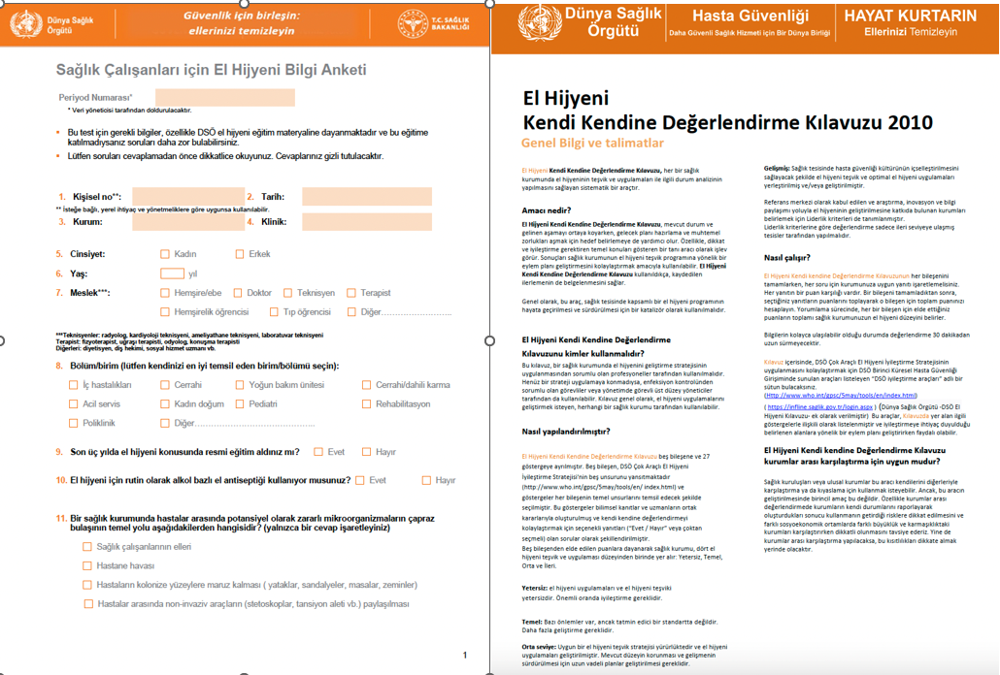 Dünya Sağlık
Örgütü
Güvenlik için birleşin:
ellerinizi temizleyin
T.C. SAĞLIK
BAKANLIĞI
Sağlık Çalışanları için El Hijyeni Bilgi Anketi
Periyod Numarası*
* Veri yöneticisi tarafından doldurulacaktır.
Bu test için gerekli bilgiler, özellikle DSÖ el hijyeni eğitim materyaline dayanmaktadır ve bu eğitime
katılmadıysanız soruları daha zor bulabilirsiniz.
Lütfen soruları cevaplamadan önce dikkatlice okuyunuz. Cevaplarınız gizli tutulacaktır.
1. Kişisel no**: 2. Tarih:
** İsteğe bağlı, yerel ihtiyaç ve yönetmeliklere göre uygunsa kullanılabilir.
3. Kurum: 4. Klinik:
5. Cinsiyet: Kadın Erkek
6. Yaş: yıl
7. Meslek***: Hemşire/ebe Doktor Teknisyen Terapist
Hemşirelik öğrencisi Tıp öğrencisi Diğer...........................
***Teknisyenler: radyolog, kardiyoloji teknisyeni, ameliyathane teknisyeni, laboratuvar teknisyeni
Terapist: fizyoterapist, uğraşı terapisti, odyolog, konuşma terapisti
Diğerleri: diyetisyen, diş hekimi, sosyal hizmet uzmanı vb.
8. Bölüm/birim (lütfen kendinizi en iyi temsil eden birim/bölümü seçin):
İç hastalıkları Cerrahi Yoğun bakım ünitesi Cerrahi/dahili karma
Acil servis Kadın doğum Pediatri Rehabilitasyon
Poliklinik Diğer.............................................
9. Son üç yılda el hijyeni konusunda resmi eğitim aldınız mı? Evet Hayır
10. El hijyeni için rutin olarak alkol bazlı el antiseptiği kullanıyor musunuz? Evet Hayır
11. Bir sağlık kurumunda hastalar arasında potansiyel olarak zararlı mikroorganizmaların çapraz
bulaşının temel yolu aşağıdakilerden hangisidir? (yalnızca bir cevap işaretleyiniz)
Sağlık çalışanlarının elleri
Hastane havası
Hastaların kolonize yüzeylere maruz kalması ( yataklar, sandalyeler, masalar, zeminler)
Hastalar arasında non-invaziv araçların (stetoskoplar, tansiyon aleti vb.) paylaşılması
1
Dünya Sağlık
Örgütü
Hasta Güvenliği
Daha Güvenli Sağlık Hizmeti için Bir Dünya Birliği
HAYAT KURTARIN
Ellerinizi Temizleyin
El Hijyeni
Kendi Kendine Değerlendirme Kılavuzu 2010
Genel Bilgi ve talimatlar
El Hijyeni Kendi Kendine Değerlendirme Kılavuzu, her bir sağlık
kurumunda el hijyeninin teşvik ve uygulamaları ile ilgili durum analizinin
yapılmasını sağlayan sistematik bir araçtır.
Amacı nedir?
El Hijyeni Kendi Kendine Değerlendirme Kılavuzu, mevcut durum ve
gelinen aşamayı ortaya koyarken, gelecek planı hazırlama ve muhtemel
zorlukları aşmak için hedef belirlemeye de yardımcı olur. Özellikle, dikkat
ve iyileştirme gerektiren temel konuları gösteren bir tanı aracı olarak işlev
görür. Sonuçları sağlık kurumunun el hijyeni teşvik programına yönelik bir
eylem planı geliştirmesini kolaylaştırmak amacıyla kullanılabilir. El Hijyeni
Kendi Kendine Değerlendirme Kılavuzu kullanıldıkça, kaydedilen
ilerlemenin de belgelenmesini sağlar.
Genel olarak, bu araç, sağlık tesisinde kapsamlı bir el hijyeni programının
hayata geçirilmesi ve sürdürülmesi için bir katalizör olarak kullanılmalıdır.
El Hijyeni Kendi Kendine Değerlendirme
Kılavuzunu kimler kullanmalıdır?
Bu kılavuz, bir sağlık kurumunda el hijyenini geliştirme stratejisinin
uygulanmasından sorumlu olan profesyoneller tarafından kullanılmalıdır.
Henüz bir strateji uygulamaya konmadıysa, enfeksiyon kontrolünden
sorumlu olan görevliler veya yönetimde görevli üst düzey yöneticiler
tarafından da kullanılabilir. Kılavuz genel olarak, el hijyeni uygulamalarını
geliştirmek isteyen, herhangi bir sağlık kurumu tarafından kullanılabilir.
Nasıl yapılandırılmıştır?
El Hijyeni Kendi Kendine Değerlendirme Kılavuzu beş bileşene ve 27
göstergeye ayrılmıştır. Beş bileşen, DSÖ Çok Araçlı El Hijyeni
İyileştirme Stratejisi'nin beş unsurunu yansıtmaktadır
(http://www.who.int/gpsc/5may/tools/en/ index.html) ve
göstergeler her bileşenin temel unsurlarını temsil edecek şekilde
seçilmiştir. Bu göstergeler bilimsel kanıtlar ve uzmanların ortak
kararlarıyla oluşturulmuş ve kendi kendine değerlendirmeyi
kolaylaştırmak için seçenekli yanıtları ("Evet / Hayır" veya çoktan
seçmeli) olan sorular olarak şekillendirilmiştir.
Beş bileşenden elde edilen puanlara dayanarak sağlık kurumu, dört el
hijyeni teşvik ve uygulaması düzeyinden birinde yer alır: Yetersiz, Temel,
Orta ve İleri.
Yetersiz: el hijyeni uygulamaları ve el hijyeni teşviki
yetersizdir. Önemli oranda iyileştirme gereklidir.
Temel: Bazı önlemler var, ancak tatmin edici bir standartta değildir.
Daha fazla geliştirme gereklidir.
Orta seviye: Uygun bir el hijyeni teşvik stratejisi yürürlüktedir ve el hijyeni
uygulamaları geliştirilmiştir. Mevcut düzeyin korunması ve gelişmenin
sürdürülmesi için uzun vadeli planlar geliştirilmesi gereklidir.
Gelişmiş: Sağlık tesisinde hasta güvenliği kültürünün içselleştirilmesini
sağlayacak şekilde el hijyeni teşvik ve optimal el hijyeni uygulamaları
yerleştirilmiş ve/veya geliştirilmiştir.
Referans merkezi olarak kabul edilen ve araştırma, inovasyon ve bilgi
paylaşımı yoluyla el hijyeninin geliştirilmesine katkıda bulunan kurumları
belirlemek için Liderlik kriterleri de tanımlanmıştır.
Liderlik kriterlerine göre değerlendirme sadece ileri seviyeye ulaşmış
tesisler tarafından yapılmalıdır.
Nasıl çalışır?
El Hijyeni Kendi kendine Değerlendirme Kılavuzunun her bileşenini
tamamlarken, her soru için kurumunuza uygun yanıtı işaretlemelisiniz.
Her yanıtın bir puan karşılığı vardır. Bir bileşeni tamamladıktan sonra,
seçtiğiniz yanıtların puanlarını toplayarak o bileşen için toplam puanınızı
hesaplayın. Yorumlama sürecinde, her bir bileşen için elde ettiğiniz
puanların toplamı sağlık kurumunuzun el hijyeni düzeyini belirler.
Bilgilerin kolayca ulaşılabilir olduğu durumda değerlendirme 30 dakikadan
uzun sürmeyecektir.
Kılavuz içerisinde, DSÖ Çok Araçlı El Hijyeni İyileştirme Stratejisinin
uygulanmasını kolaylaştırmak için DSÖ Birinci Küresel Hasta Güvenliği
Girişiminde sunulan araçları listeleyen "DSÖ iyileştirme araçları" adlı bir
sütun bulacaksınız.
(Http://www.who.int/gpsc/5may/tools/en/index.html)
( https://infline.saglik.gov.tr/login.aspx ) (Dünya Sağlık Örgütü -DSÖ El
Hijyeni Kılavuzu- ek olarak verilmiştir) Bu araçlar, Kılavuzda yer alan ilgili
göstergelerle ilişkili olarak listelenmiştir ve iyileştirmeye ihtiyaç duyulduğu
belirlenen alanlara yönelik bir eylem planı geliştirirken faydalı olabilir.
El Hijyeni Kendi kendine Değerlendirme Kılavuzu
kurumlar arası karşılaştırma için uygun mudur?
Sağlık kuruluşları veya ulusal kurumlar bu aracı kendilerini diğerleriyle
karşılaştırma ya da kıyaslama için kullanmak isteyebilir. Ancak, bu aracın
geliştirilmesinde birincil amaç bu değildir. Özellikle kurumlar arası
değerlendirmede kurumların kendi durumlarını raporlayarak
oluşturdukları sonucu kullanmanın getirdiği risklere dikkat edilmesini ve
farklı sosyoekonomik ortamlarda farklı büyüklük ve karmaşıklıktaki
kurumları karşılaştırırken dikkatli olunmasını tavsiye ederiz. Yine de
kurumlar arası karşılaştırma yapılacaksa, bu kısıtlılıkları dikkate almak
yerinde olacaktır.